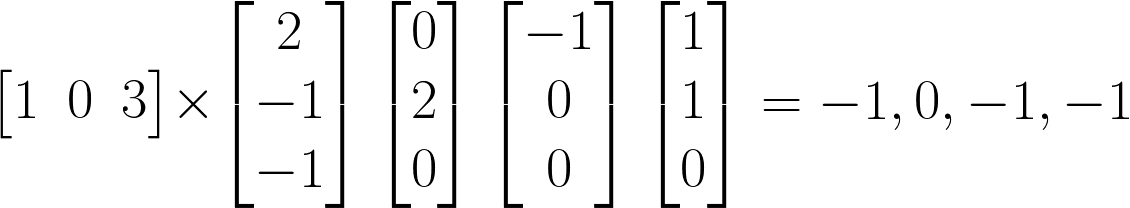 [1 0 3] × [2 −1 −1] [0 2 0] [−1 0 0] [1 1 0] = −1, 0, −1, −1